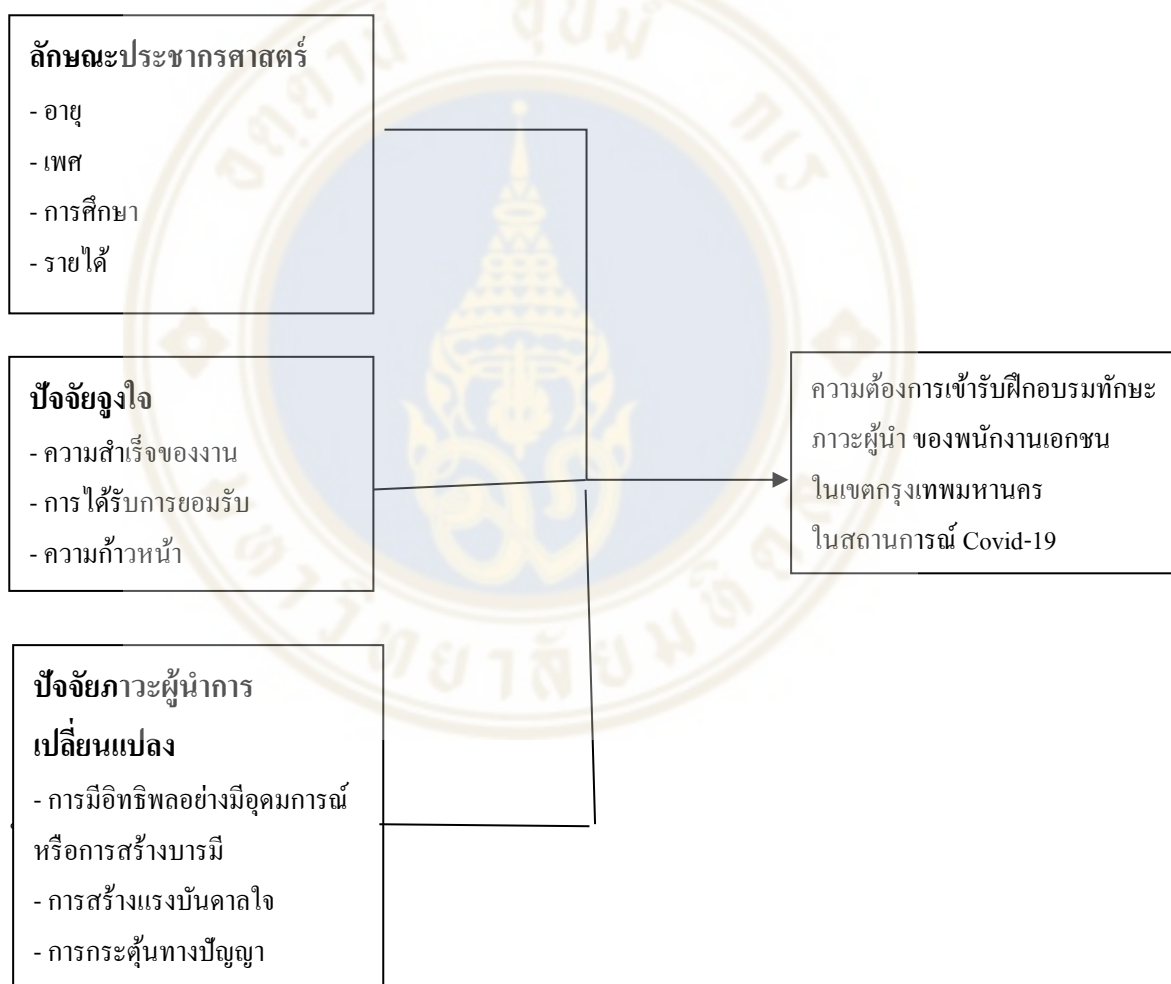 ลักษณะประชากรศาสตร์
- อายุ
- เพศ
- การศึกษา
- รายได้
ปัจจัยจูงใจ
- ความสำเร็จของงาน
- การได้รับการยอมรับ
- ความก้าวหน้า
ปัจจัยภาวะผู้นำการ
เปลี่ยนแปลง
- การมีอิทธิพลอย่างมีอุดมการณ์
หรือการสร้างบารมี
- การสร้างแรงบันดาลใจ
- การกระตุ้นทางปัญญา
ความต้องการเข้ารับฝึกอบรมทักษะ
ภาวะผู้นำ ของพนักงานเอกชน
ในเขตกรุงเทพมหานคร
ในสถานการณ์ Covid-19